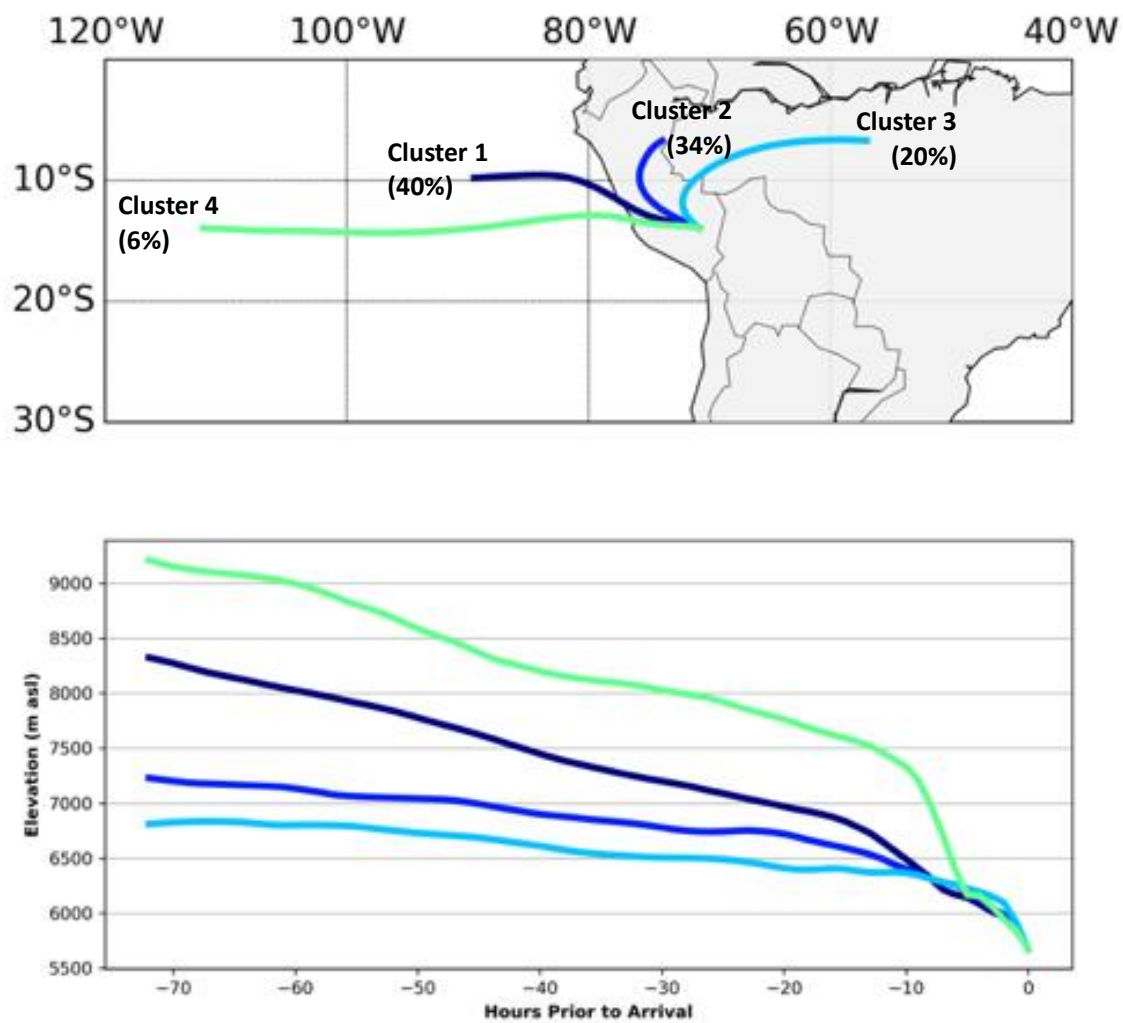 120°W 100°W 80°W 60°W 40°W
Cluster 2
(34%)
Cluster 3
(20%)
Cluster 1
(40%)
Cluster 4
(6%)
10°S
20°S
30°S
9000
8500
8000
7500
7000
6500
6000
5500
Elevation (m asl)
−70 −60 −50 −40 −30 −20 −10 0
Hours Prior to Arrival